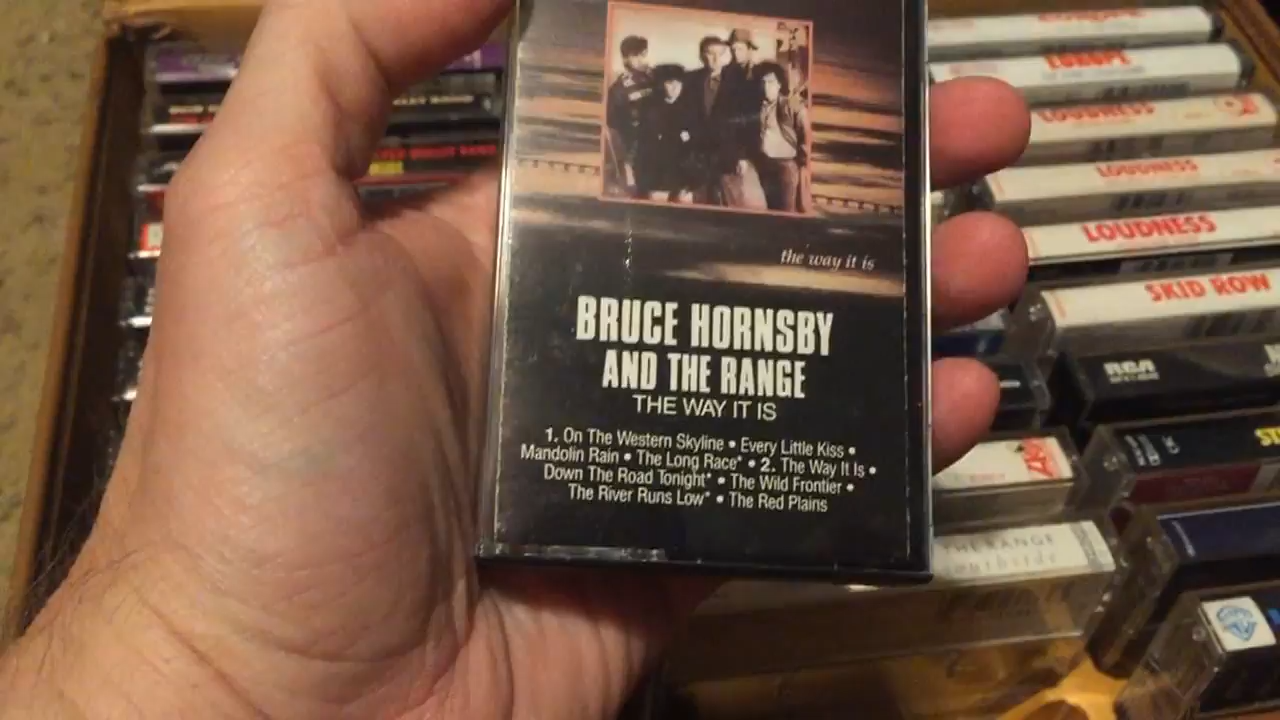 the way it is
BRUCE HORNSBY
AND THE RANGE
THE WAY IT IS
1. On The Western Skyline • Every Little Kiss •
Mandolin Rain • The Long Race* • 2. The Way It Is •
Down The Road Tonight* • The Wild Frontier •
The River Runs Low* • The Red Plains
EUROPE
LOUDNESS
LOUDNESS
LOUDNESS
SKID ROW
RCA
THE RANGE